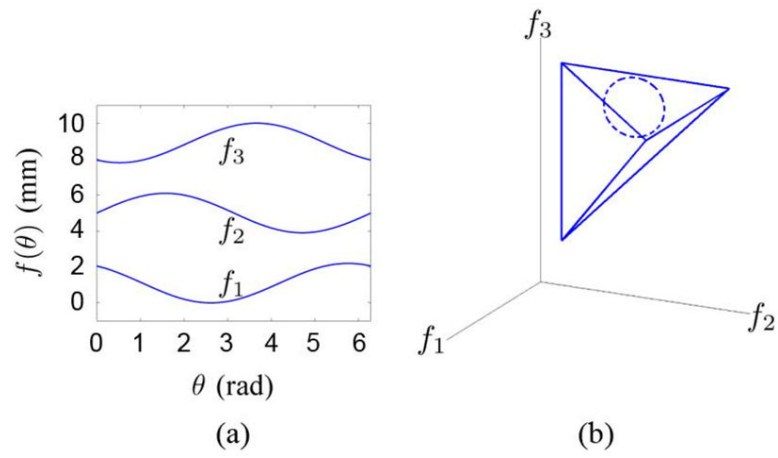 f(θ) (mm)
10
8
6
4
2
0
f₃
f₂
f₁
0 1 2 3 4 5 6
θ (rad)
(a)
f₃
f₁
f₂
(b)